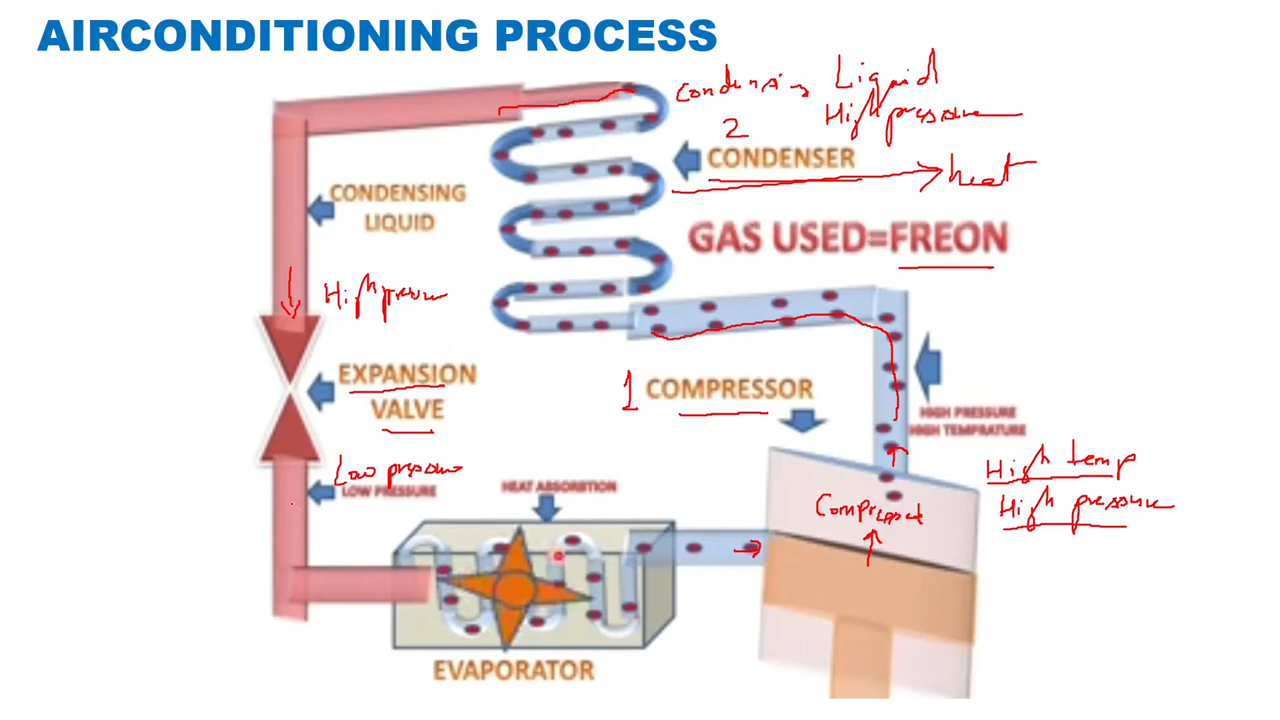 AIRCONDITIONING PROCESS
Condensing Liquid
High pressure
2
CONDENSER
heat
CONDENSING
LIQUID
GAS USED=FREON
High pressure
EXPANSION
VALVE
1 COMPRESSOR
HIGH PRESSURE
HIGH TEMPRATURE
Low pressure
LOW PRESSURE
High temp
High pressure
HEAT ABSORBTION
Compressed
EVAPORATOR